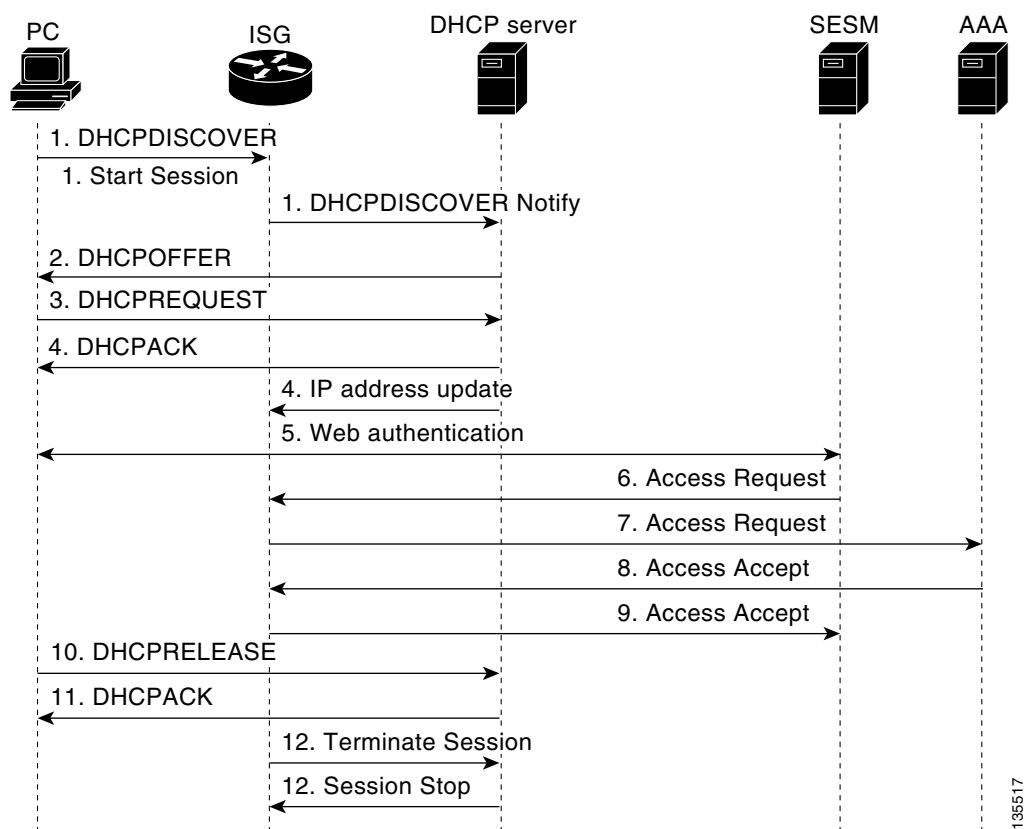 PC
ISG
DHCP server
SESM
AAA
1. DHCPDISCOVER
1. Start Session
1. DHCPDISCOVER Notify
2. DHCPOFFER
3. DHCPREQUEST
4. DHCPACK
4. IP address update
5. Web authentication
6. Access Request
7. Access Request
8. Access Accept
9. Access Accept
10. DHCPRELEASE
11. DHCPACK
12. Terminate Session
12. Session Stop
135517